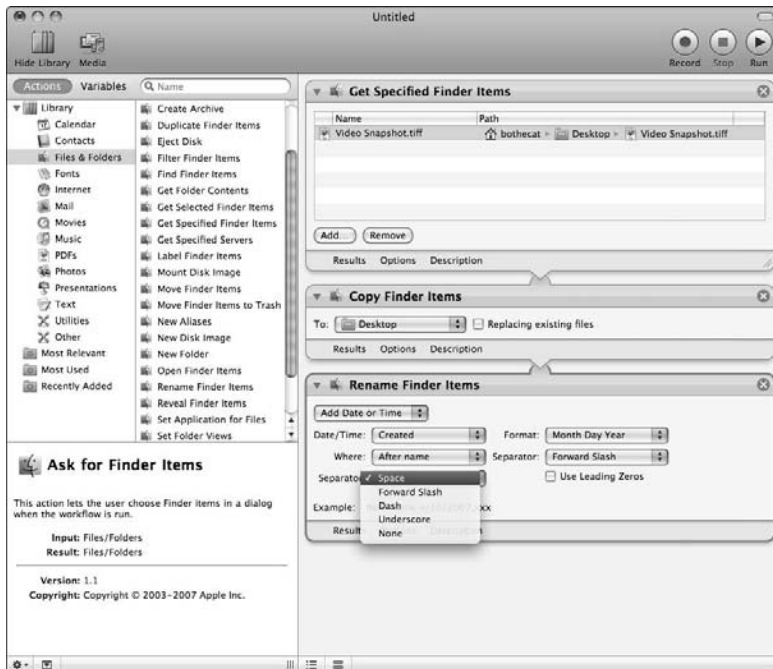 Untitled
Hide Library Media
Record Stop Run
Actions Variables Name
Library
Calendar
Contacts
Files & Folders
Fonts
Internet
Mail
Movies
Music
PDFs
Photos
Presentations
Text
Utilities
Other
Most Relevant
Most Used
Recently Added
Create Archive
Duplicate Finder Items
Eject Disk
Filter Finder Items
Find Finder Items
Get Folder Contents
Get Selected Finder Items
Get Specified Finder Items
Get Specified Servers
Label Finder Items
Mount Disk Image
Move Finder Items
Move Finder Items to Trash
New Aliases
New Disk Image
New Folder
Open Finder Items
Rename Finder Items
Reveal Finder Items
Set Application for Files
Set Folder Views
Ask for Finder Items
This action lets the user choose Finder items in a dialog
when the workflow is run.
Input: Files/Folders
Result: Files/Folders
Version: 1.1
Copyright: Copyright © 2003-2007 Apple Inc.
Get Specified Finder Items
Name Path
Video Snapshot.tiff bothecat Desktop Video Snapshot.tiff
Add... Remove
Results Options Description
Copy Finder Items
To: Desktop Replacing existing files
Results Options Description
Rename Finder Items
Add Date or Time
Date/Time: Created Format: Month Day Year
Where: After name Separator: Forward Slash
Separato ✓ Space Use Leading Zeros
Forward Slash
Dash
Underscore
None
Example: xxx
Result